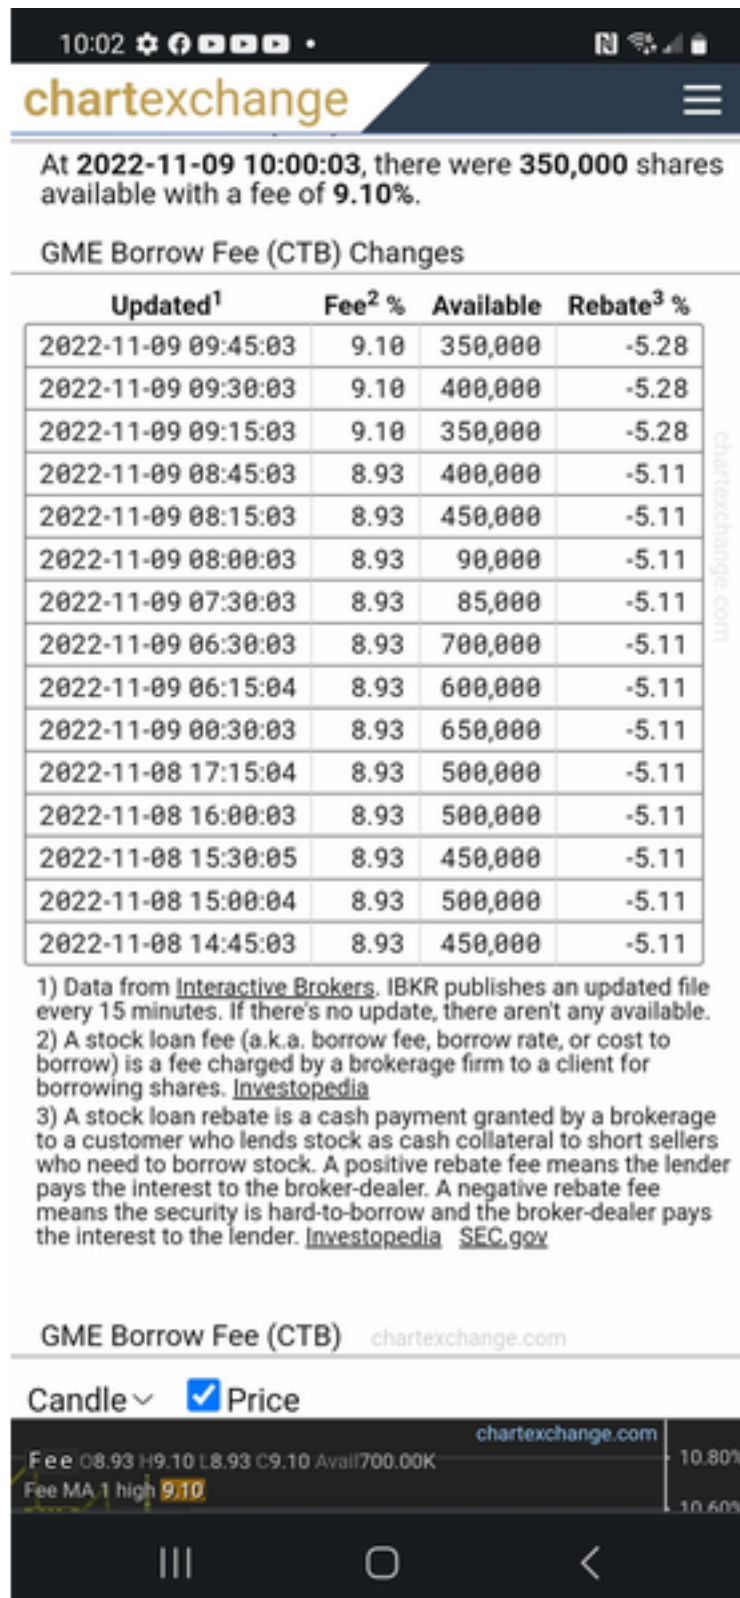 10:02
chartexchange
At 2022-11-09 10:00:03, there were 350,000 shares
available with a fee of 9.10%.
GME Borrow Fee (CTB) Changes
Updated1 Fee2 % Available Rebate3 %
2022-11-09 09:45:03 9.10 350,000 -5.28
2022-11-09 09:30:03 9.10 400,000 -5.28
2022-11-09 09:15:03 9.10 350,000 -5.28
2022-11-09 08:45:03 8.93 400,000 -5.11
2022-11-09 08:15:03 8.93 450,000 -5.11
2022-11-09 08:00:03 8.93 90,000 -5.11
2022-11-09 07:30:03 8.93 85,000 -5.11
2022-11-09 06:30:03 8.93 700,000 -5.11
2022-11-09 06:15:04 8.93 600,000 -5.11
2022-11-09 00:30:03 8.93 650,000 -5.11
2022-11-08 17:15:04 8.93 500,000 -5.11
2022-11-08 16:00:03 8.93 500,000 -5.11
2022-11-08 15:30:05 8.93 450,000 -5.11
2022-11-08 15:00:04 8.93 500,000 -5.11
2022-11-08 14:45:03 8.93 450,000 -5.11
chartexchange.com
1) Data from Interactive Brokers. IBKR publishes an updated file
every 15 minutes. If there's no update, there aren't any available.
2) A stock loan fee (a.k.a. borrow fee, borrow rate, or cost to
borrow) is a fee charged by a brokerage firm to a client for
borrowing shares. Investopedia
3) A stock loan rebate is a cash payment granted by a brokerage
to a customer who lends stock as cash collateral to short sellers
who need to borrow stock. A positive rebate fee means the lender
pays the interest to the broker-dealer. A negative rebate fee
means the security is hard-to-borrow and the broker-dealer pays
the interest to the lender. Investopedia SEC.gov
GME Borrow Fee (CTB) chartexchange.com
Candle Price
chartexchange.com
Fee O8.93 H9.10 L8.93 C9.10 Avail700.00K 10.80%
Fee MA 1 high 9.10
10.60%